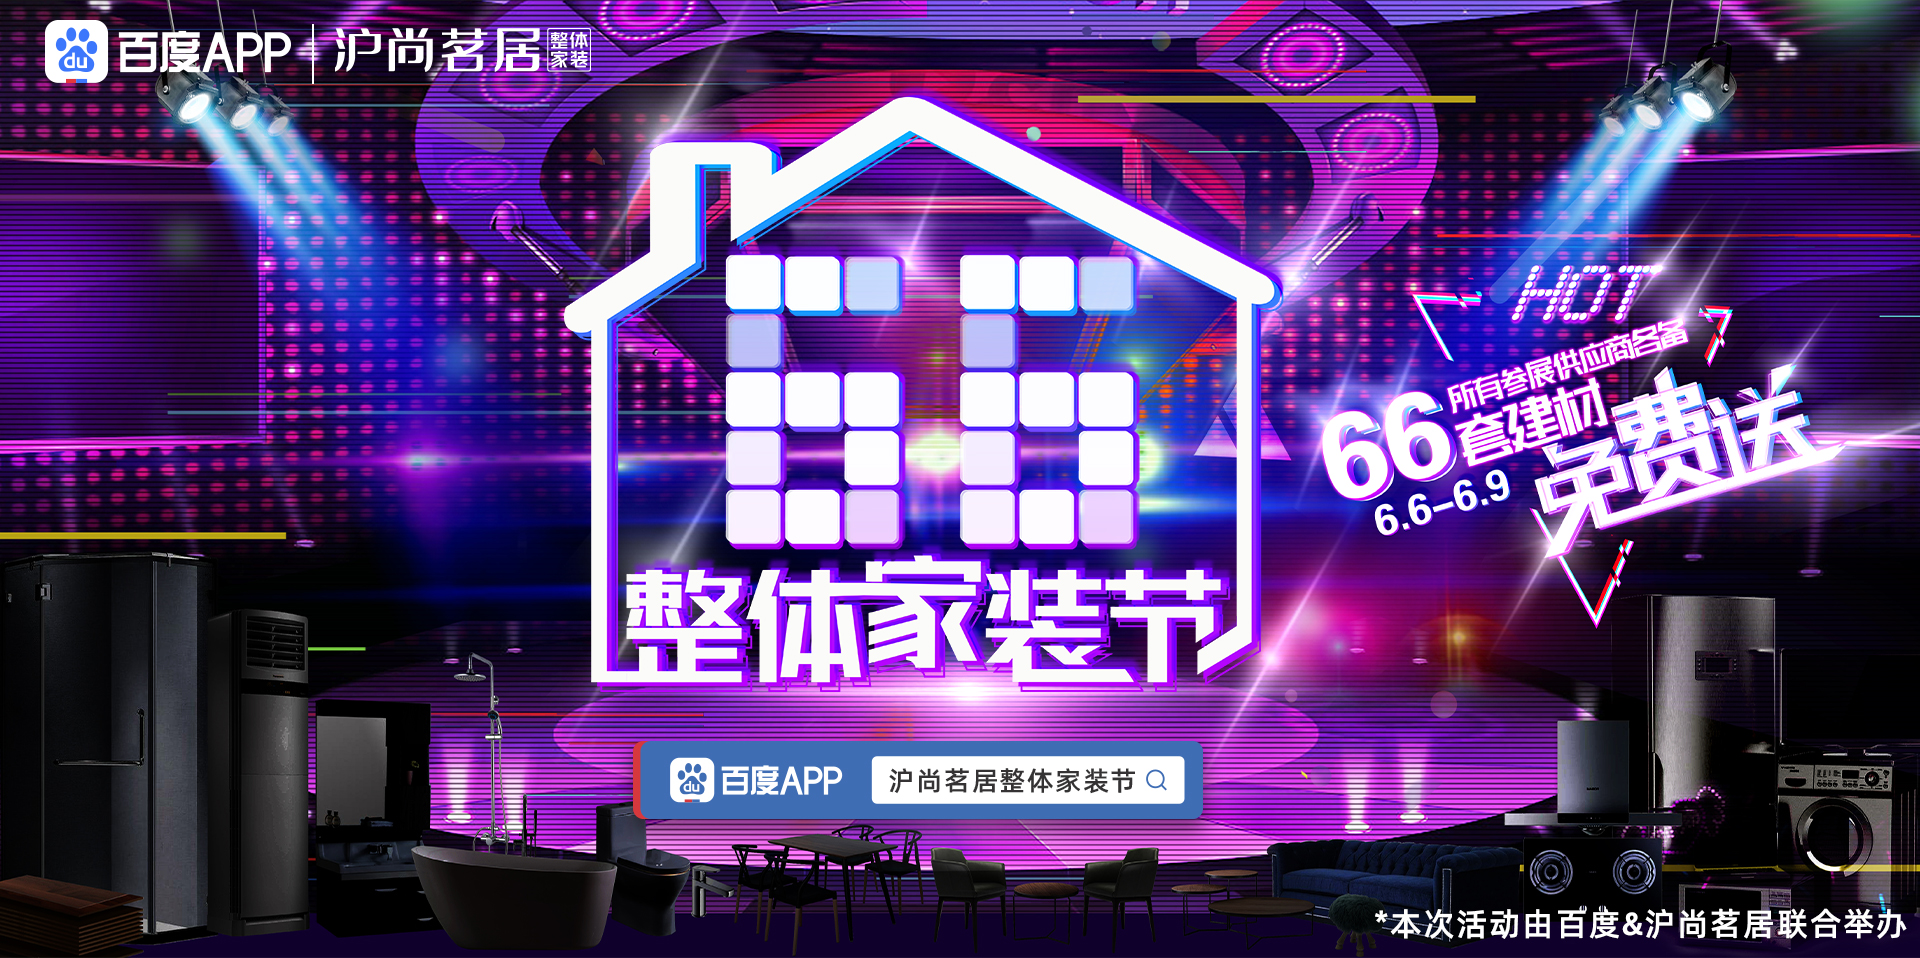 du 百度APP 沪尚茗居 整体家装
HOT
所有参展供应商各备
66套建材
免费送
6.6-6.9
66
整体家装节
du 百度APP 沪尚茗居整体家装节
*本次活动由百度&沪尚茗居联合举办